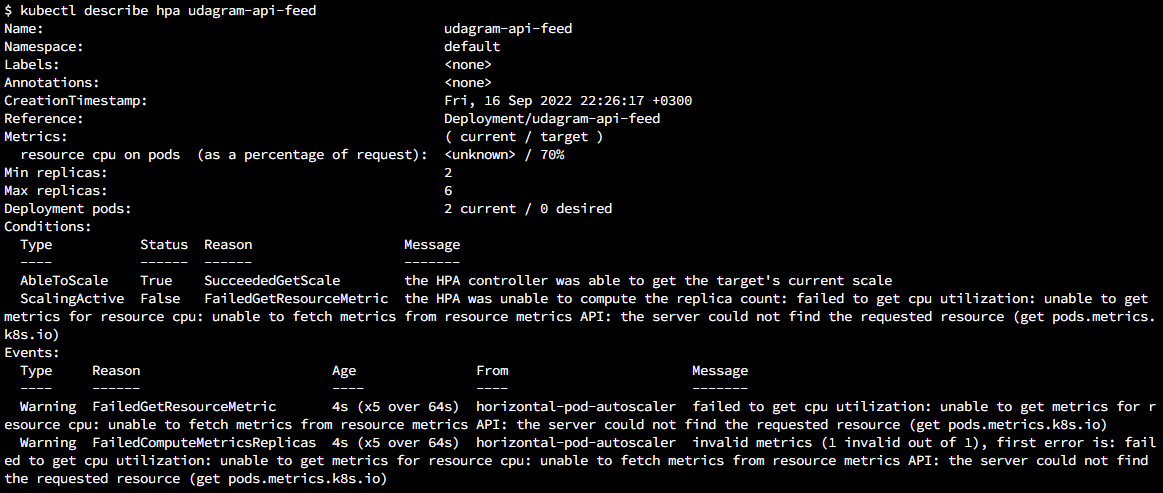 $ kubectl describe hpa udagram-api-feed
Name:                                                  udagram-api-feed
Namespace:                                             default
Labels:                                                <none>
Annotations:                                           <none>
CreationTimestamp:                                     Fri, 16 Sep 2022 22:26:17 +0300
Reference:                                             Deployment/udagram-api-feed
Metrics:                                               ( current / target )
  resource cpu on pods  (as a percentage of request):  <unknown> / 70%
Min replicas:                                          2
Max replicas:                                          6
Deployment pods:                                       2 current / 0 desired
Conditions:
  Type           Status  Reason                   Message
  ----           ------  ------                   -------
  AbleToScale    True    SucceededGetScale        the HPA controller was able to get the target's current scale
  ScalingActive  False   FailedGetResourceMetric  the HPA was unable to compute the replica count: failed to get cpu utilization: unable to get
metrics for resource cpu: unable to fetch metrics from resource metrics API: the server could not find the requested resource (get pods.metrics.
k8s.io)
Events:
  Type     Reason                        Age                From                       Message
  ----     ------                        ----               ----                       -------
  Warning  FailedGetResourceMetric       4s (x5 over 64s)  horizontal-pod-autoscaler  failed to get cpu utilization: unable to get metrics for r
esource cpu: unable to fetch metrics from resource metrics API: the server could not find the requested resource (get pods.metrics.k8s.io)
  Warning  FailedComputeMetricsReplicas  4s (x5 over 64s)  horizontal-pod-autoscaler  invalid metrics (1 invalid out of 1), first error is: fail
ed to get cpu utilization: unable to get metrics for resource cpu: unable to fetch metrics from resource metrics API: the server could not find
the requested resource (get pods.metrics.k8s.io)